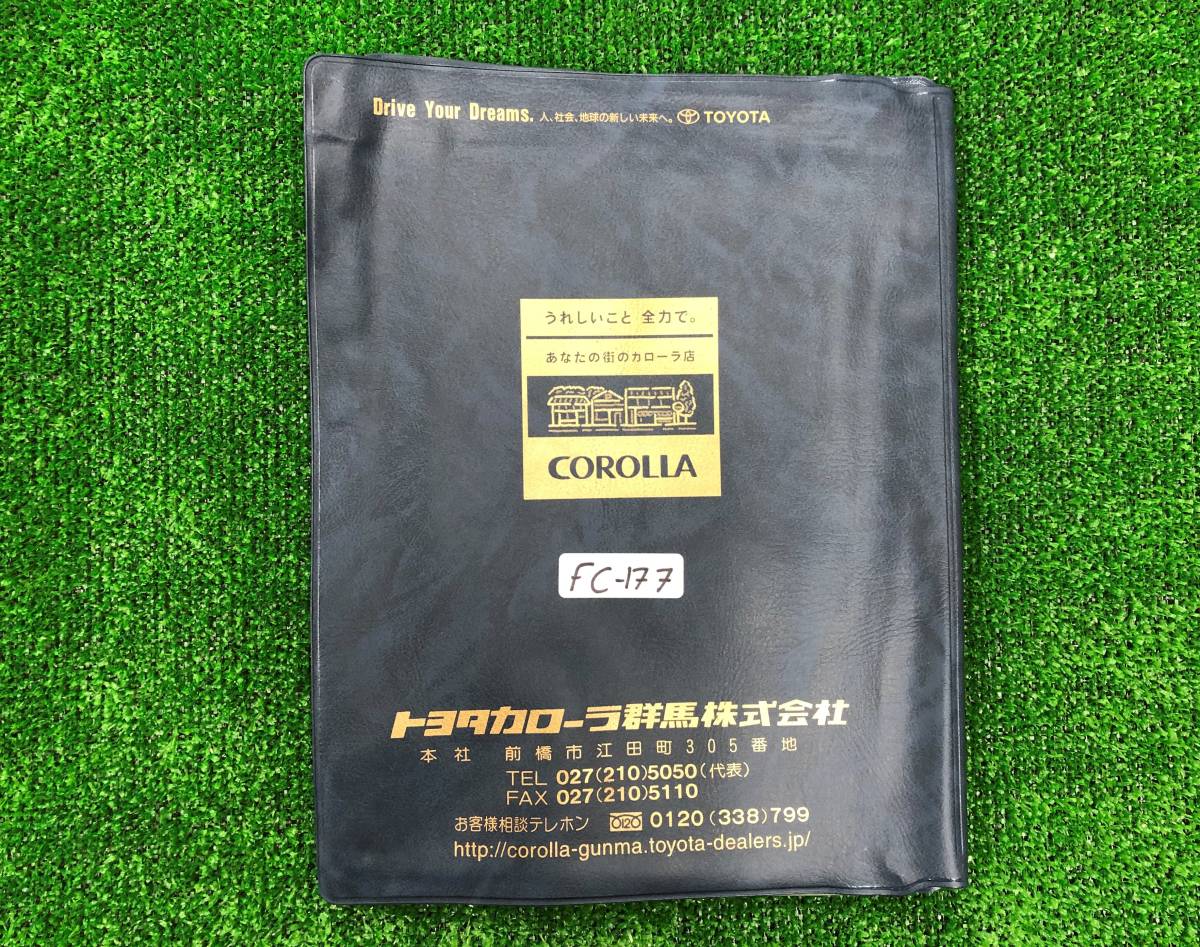 Drive Your Dreams. 人、社会、地球の新しい未来へ。 TOYOTA
うれしいこと 全力で。
あなたの街のカローラ店
COROLLA
FC-177
トヨタカローラ群馬株式会社
本社 前橋市江田町305番地
TEL 027(210)5050(代表)
FAX 027(210)5110
お客様相談テレホン 0120 0120(338)799
http://corolla-gunma.toyota-dealers.jp/